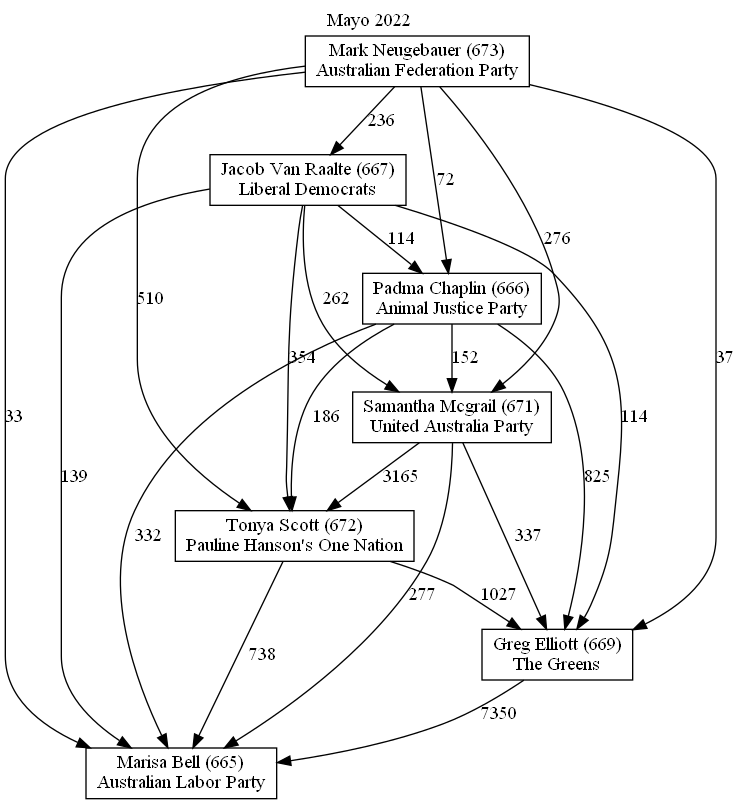 Mayo 2022
Mark Neugebauer (673)
Australian Federation Party
236
72
Jacob Van Raalte (667)
Liberal Democrats
114
276
Padma Chaplin (666)
Animal Justice Party
510
262
354
152
37
Samantha Mcgrail (671)
United Australia Party
33
186
114
139
3165
825
Tonya Scott (672)
Pauline Hanson's One Nation
332
337
277
1027
Greg Elliott (669)
The Greens
738
7350
Marisa Bell (665)
Australian Labor Party